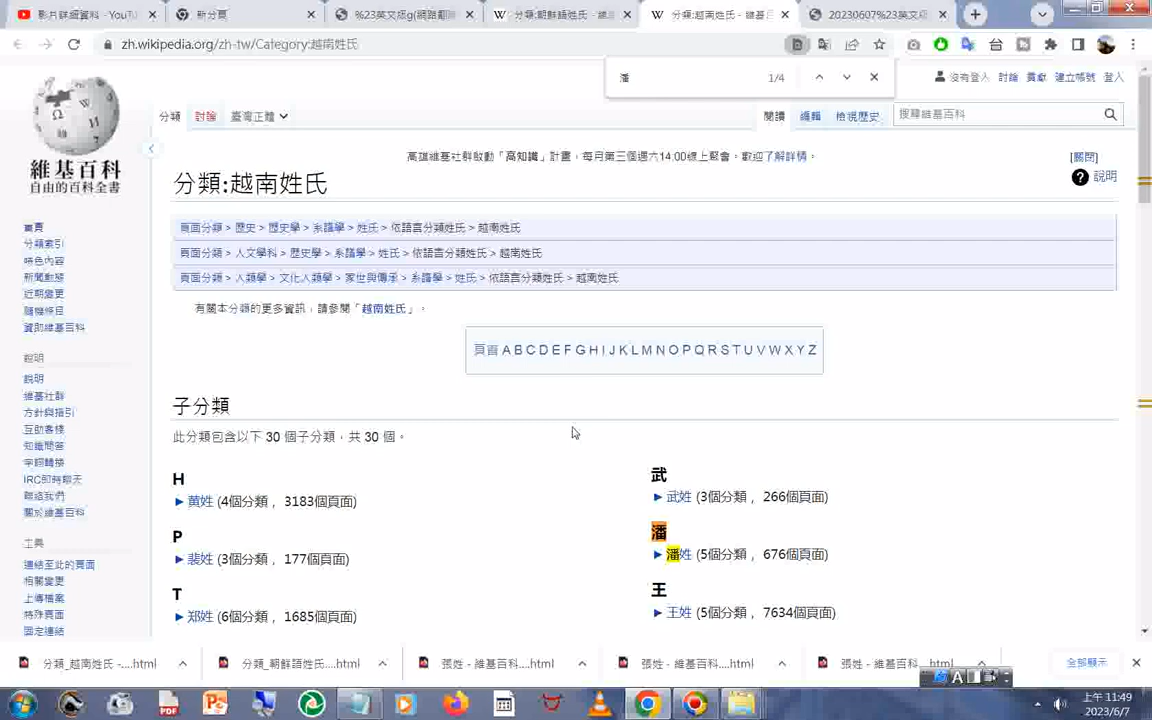 影片詳細資料 - YouTu
新分頁
%23英文版g(網路翻
分類:朝鮮語姓氏 - 維
分類:越南姓氏 - 維基百
20230607%英文
zh.wikipedia.org/zh-tw/Category:越南姓氏
潘
1/4
沒有登入 討論 貢獻 建立帳號 登入
分類 討論 臺灣正體
閱讀 編輯 檢視歷史
搜尋維基百科
維基百科
自由的百科全書
高雄維基社群啟動「高知識」計畫，每月第三個週六14:00線上聚會。歡迎了解詳情。
[關閉]
分類:越南姓氏
說明
頁面分類 > 歷史 > 歷史學 > 系譜學 > 姓氏 > 依語言分類姓氏 > 越南姓氏
頁面分類 > 人文學科 > 歷史學 > 系譜學 > 姓氏 > 依語言分類姓氏 > 越南姓氏
頁面分類 > 人類學 > 文化人類學 > 家世與傳承 > 系譜學 > 姓氏 > 依語言分類姓氏 > 越南姓氏
有關本分類的更多資訊，請參閱「越南姓氏」。
頁首 A B C D E F G H I J K L M N O P Q R S T U V W X Y Z
子分類
此分類包含以下 30 個子分類，共 30 個。
H
►黄姓 (4個分類， 3183個頁面)
P
►裴姓 (3個分類， 177個頁面)
T
►郑姓 (6個分類， 1685個頁面)
武
►武姓 (3個分類， 266個頁面)
潘
►潘姓 (5個分類， 676個頁面)
王
►王姓 (5個分類， 7634個頁面)
首頁
分類索引
特色內容
新聞動態
近期變更
隨機條目
資助維基百科
說明
說明
維基社群
方針與指引
互助客棧
知識問答
字詞轉換
IRC即時聊天
聯絡我們
關於維基百科
工具
連結至此的頁面
相關變更
上傳檔案
特殊頁面
固定連結
分類_越南姓氏 -....html
分類_朝鮮語姓氏....html
張姓 - 維基百科....html
張姓 - 維基百科....html
張姓 - 維基百科....html
全部顯示
A
PDF
上午 11:49
2023/6/7